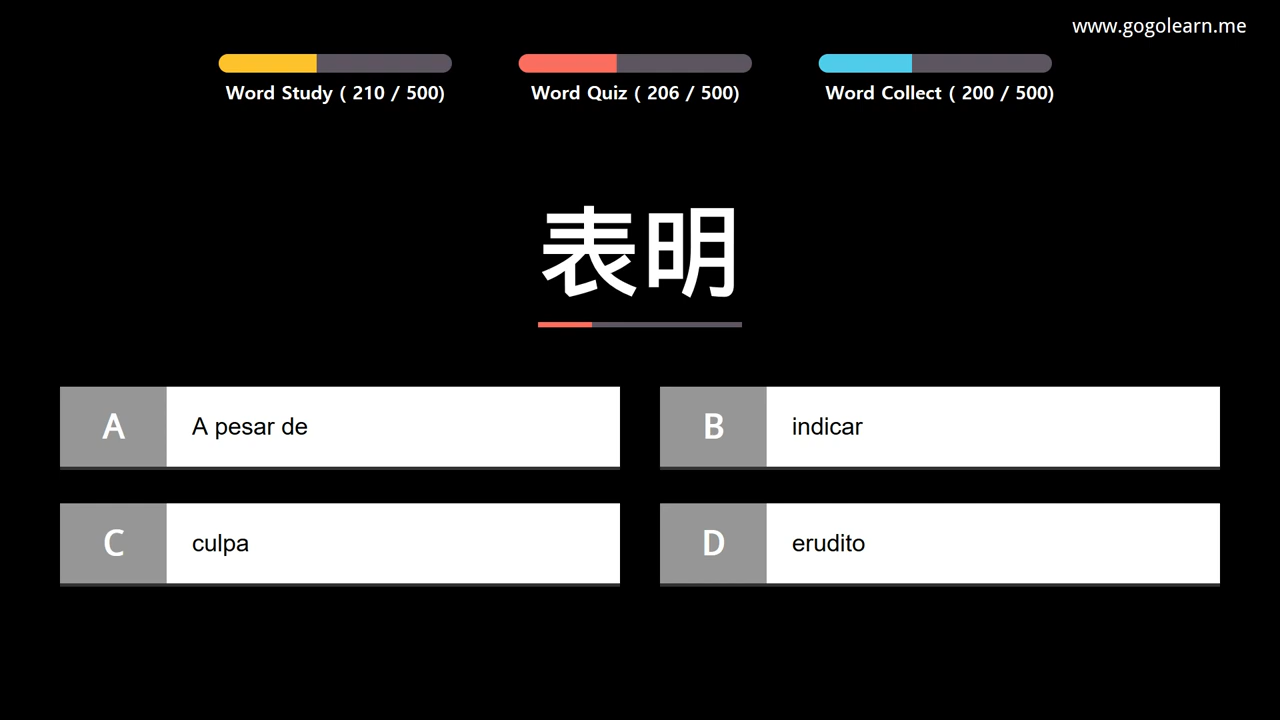 www.gogolearn.me
Word Study ( 210 / 500)
Word Quiz ( 206 / 500)
Word Collect ( 200 / 500)
表明
A
A pesar de
B
indicar
C
culpa
D
erudito